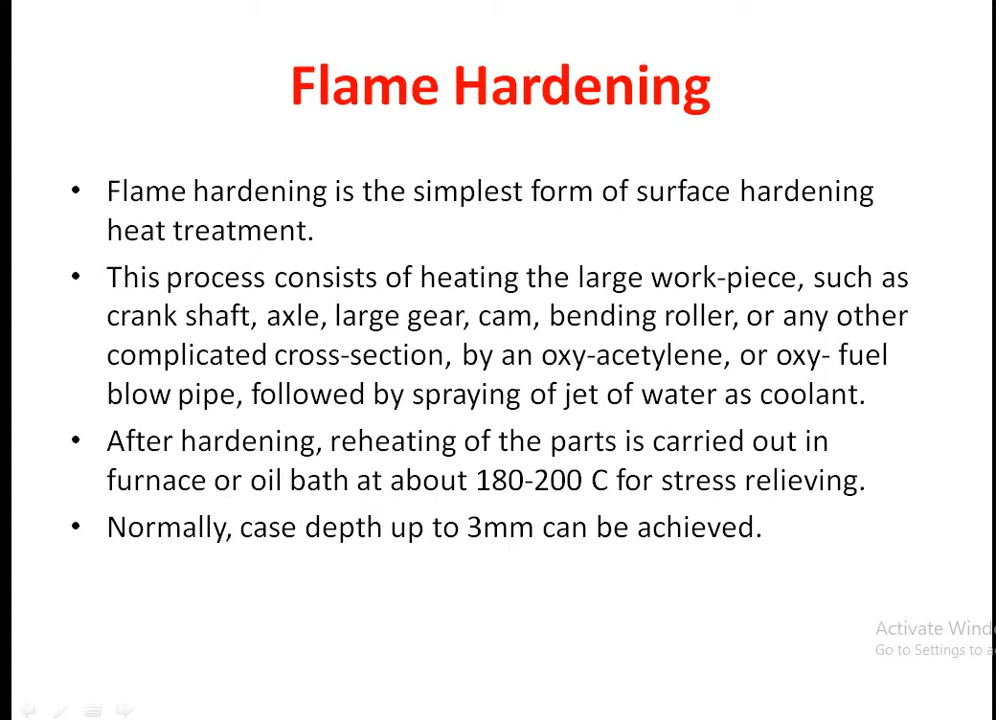 Flame Hardening
• Flame hardening is the simplest form of surface hardening
heat treatment.
• This process consists of heating the large work-piece, such as
crank shaft, axle, large gear, cam, bending roller, or any other
complicated cross-section, by an oxy-acetylene, or oxy- fuel
blow pipe, followed by spraying of jet of water as coolant.
• After hardening, reheating of the parts is carried out in
furnace or oil bath at about 180-200 C for stress relieving.
• Normally, case depth up to 3mm can be achieved.
Activate
Go to Settings to